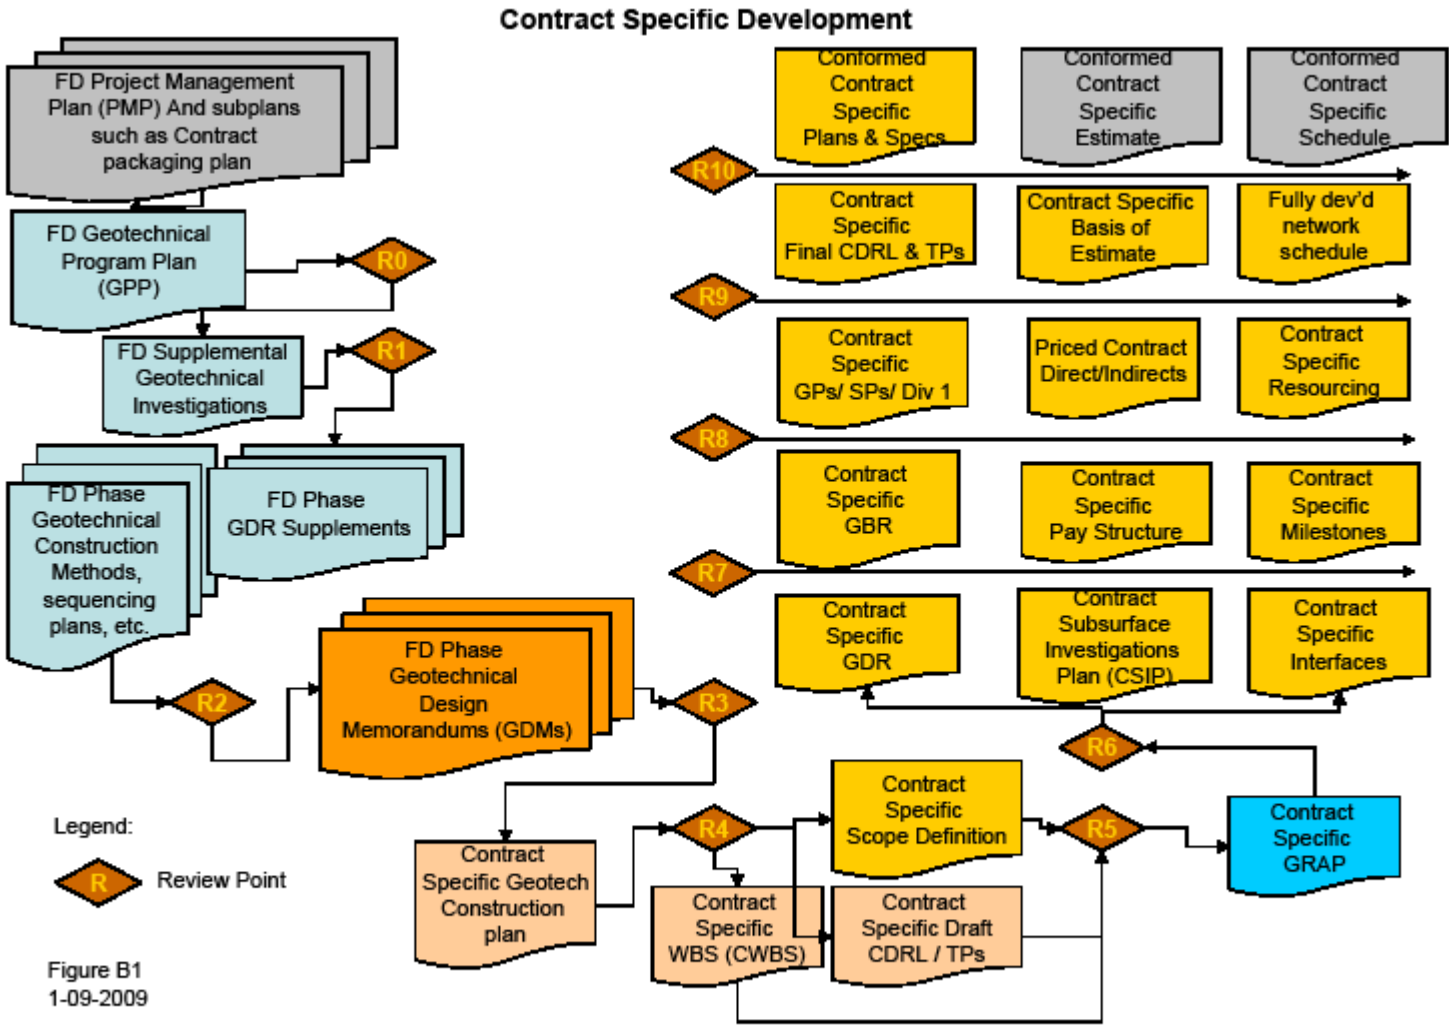 Contract Specific Development
FD Project Management
Plan (PMP) And subplans
such as Contract
packaging plan
FD Geotechnical
Program Plan
(GPP)
R0
FD Supplemental
Geotechnical
Investigations
R1
FD Phase
Geotechnical
Construction
Methods,
sequencing
plans, etc.
FD Phase
GDR Supplements
R2
FD Phase
Geotechnical
Design
Memorandums (GDMs)
R3
Contract
Specific Geotech
Construction
plan
R4
Contract
Specific
WBS (CWBS)
Contract
Specific
Scope Definition
Contract
Specific Draft
CDRL / TPs
R5
Contract
Specific
GRAP
R6
Contract
Specific
GDR
Contract
Subsurface
Investigations
Plan (CSIP)
Contract
Specific
Interfaces
R7
Contract
Specific
GBR
Contract
Specific
Pay Structure
Contract
Specific
Milestones
R8
Contract
Specific
GPs/ SPs/ Div 1
Priced Contract
Direct/Indirects
Contract
Specific
Resourcing
R9
Contract
Specific
Final CDRL & TPs
Contract Specific
Basis of
Estimate
Fully dev'd
network
schedule
R10
Conformed
Contract
Specific
Plans & Specs
Conformed
Contract
Specific
Estimate
Conformed
Contract
Specific
Schedule
Legend:
R
Review Point
Figure B1
1-09-2009